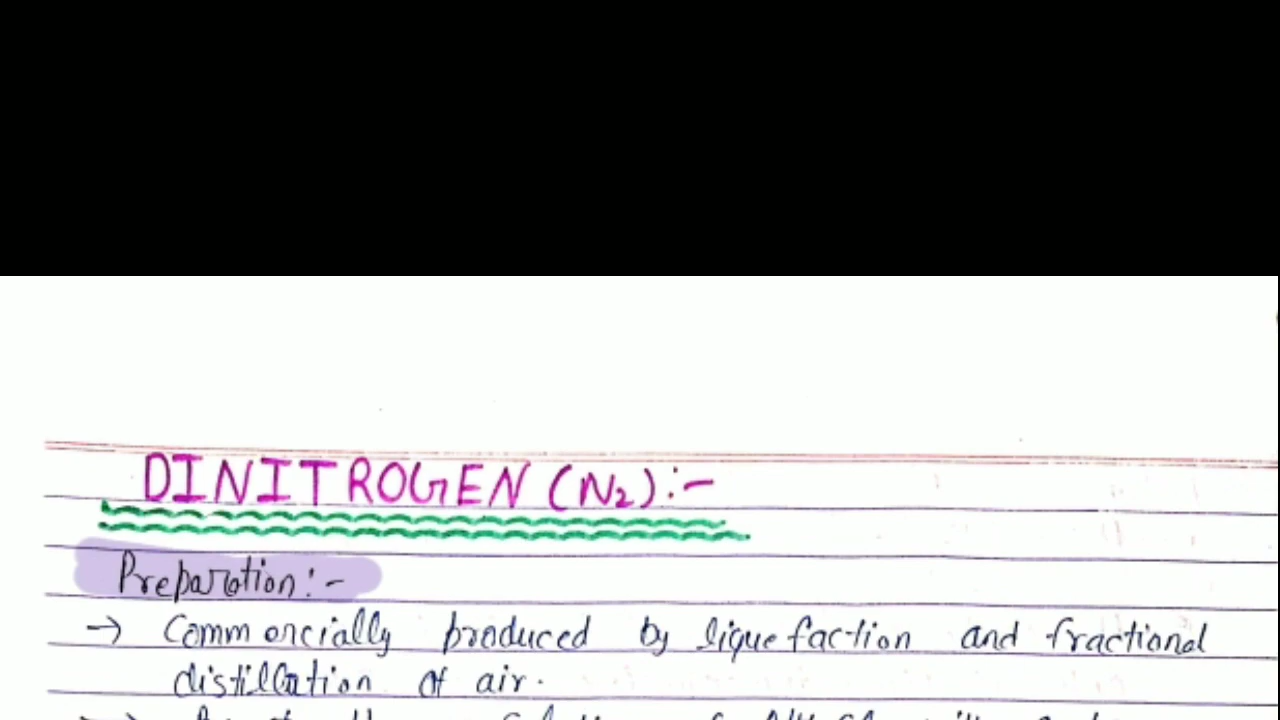 DINITROGEN (N₂):-
Preparation:-
→ Commercially produced by liquefaction and fractional
distillation of air.